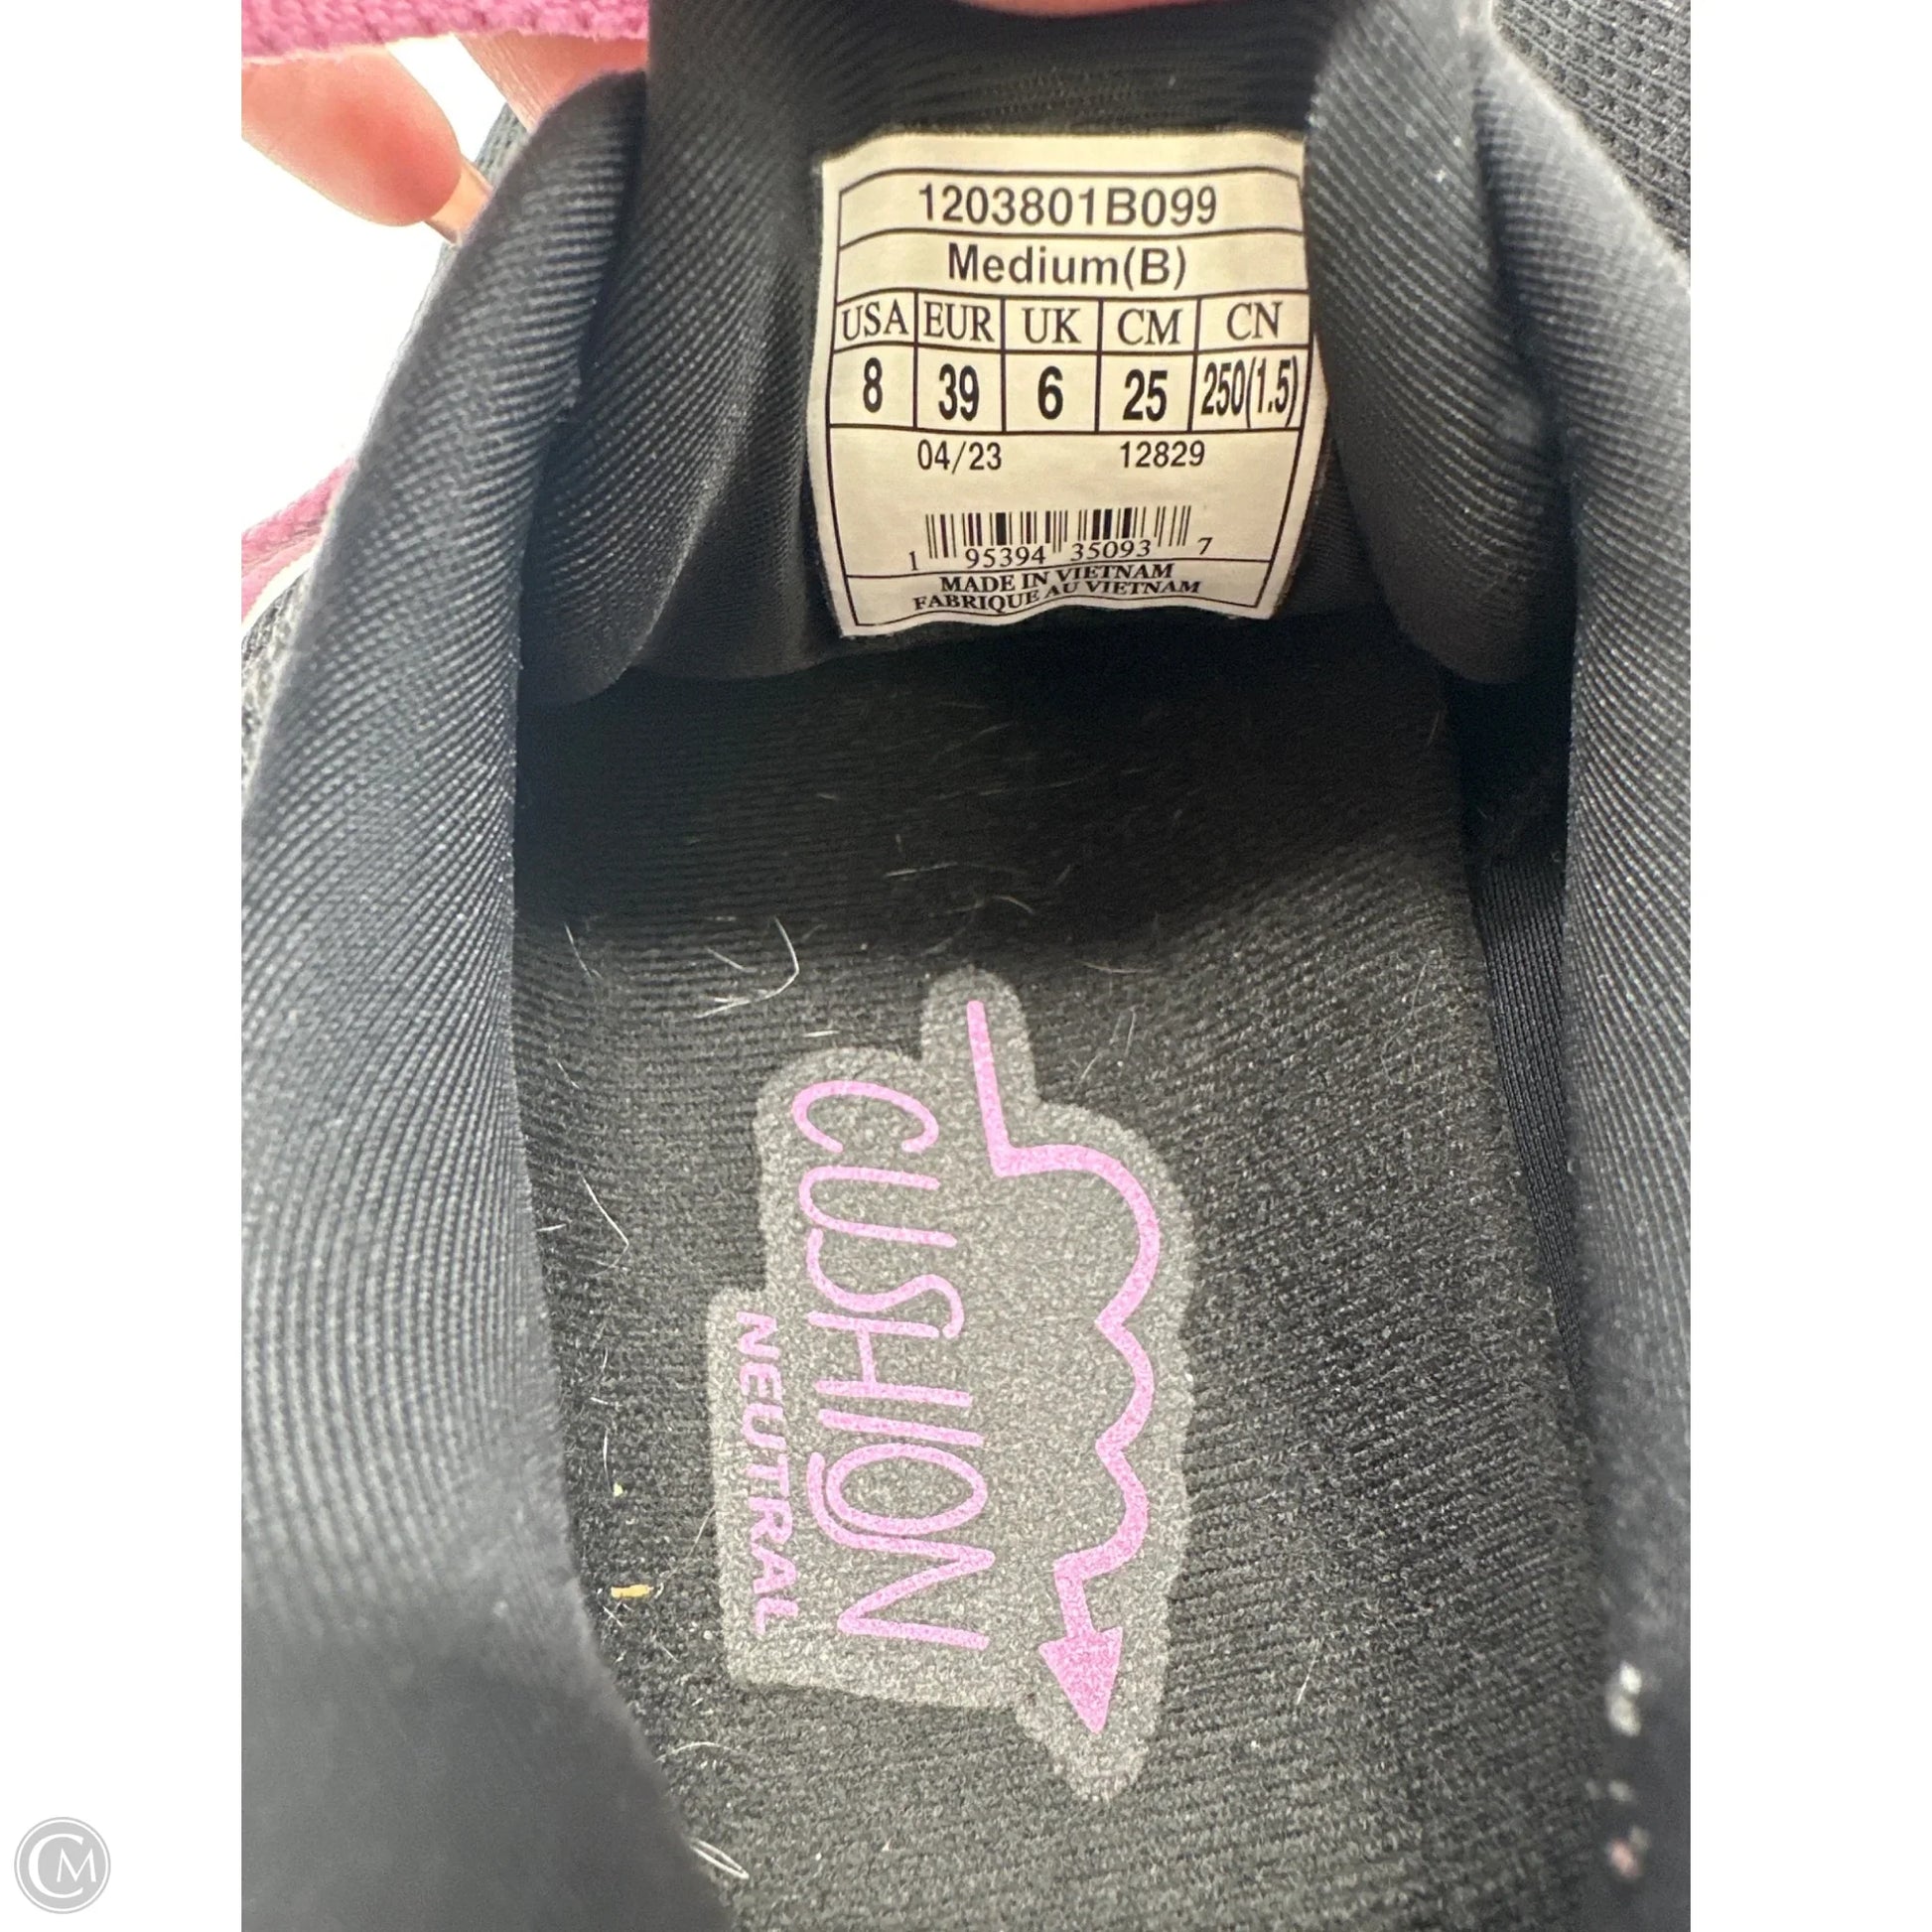 1203801B099
Medium(B)
USA EUR UK CM CN
8 39 6 25 250(1.5)
04/23 12829
1 95394 35093 7
MADE IN VIETNAM
FABRIQUE AU VIETNAM
CUSHION
NEUTRAL
CM